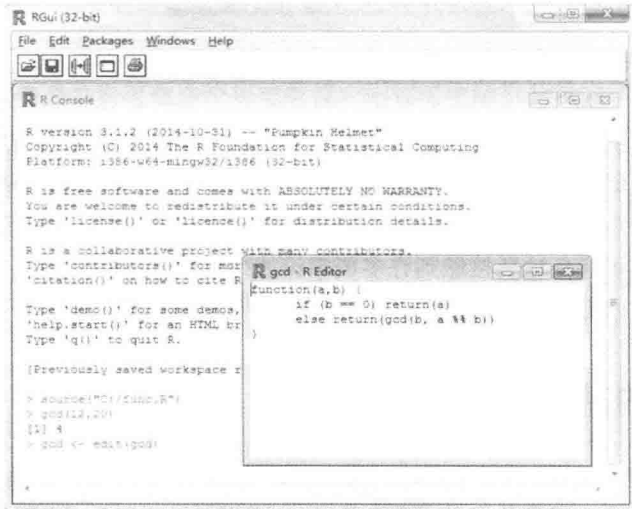 RGui (32-bit)
File Edit Packages Windows Help
R Console
R version 3.1.2 (2014-10-31) -- "Pumpkin Helmet"
Copyright (C) 2014 The R Foundation for Statistical Computing
Platform: i386-w64-mingw32/i386 (32-bit)
R is free software and comes with ABSOLUTELY NO WARRANTY.
You are welcome to redistribute it under certain conditions.
Type 'license()' or 'licence()' for distribution details.
R is a collaborative project with many contributors.
Type 'contributors()' for mor
'citation()' on how to cite R
Type 'demo()' for some demos,
'help.start()' for an HTML br
Type 'q()' to quit R.
[Previously saved workspace r
> source("C:/func.R")
> gcd(12,20)
[1] 4
> gcd <- edit(gcd)
gcd - R Editor
function(a,b) {
if (b == 0) return(a)
else return(gcd(b, a %% b))
}